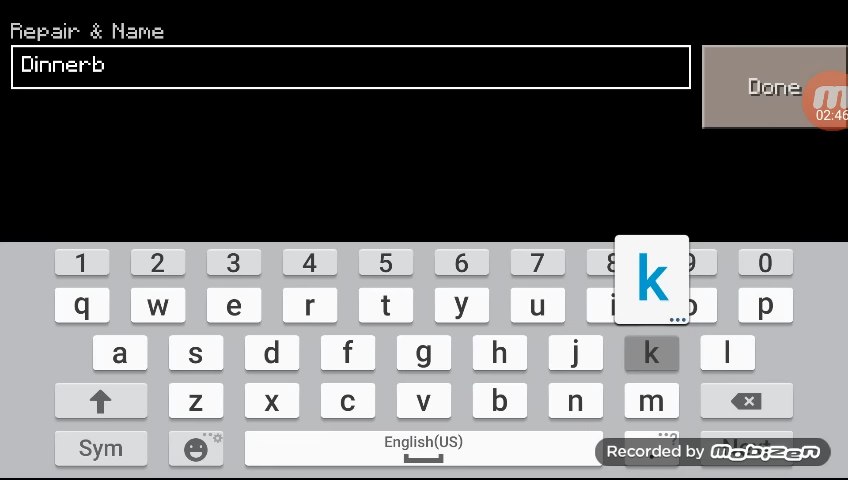 Repair & Name
Dinnerb
Done
02:46
k
1 2 3 4 5 6 7 8 9 0
q w e r t y u i o p
a s d f g h j k l
z x c v b n m
Sym English(US)
Recorded by mobizen